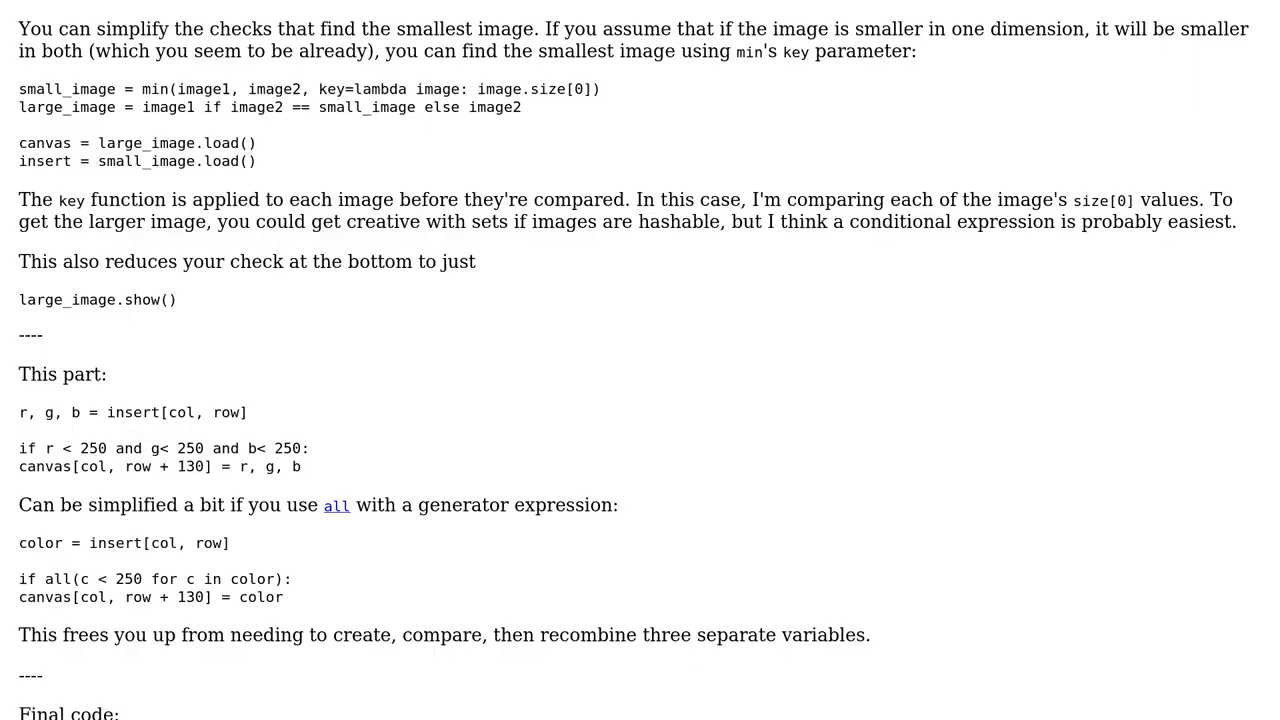 You can simplify the checks that find the smallest image. If you assume that if the image is smaller in one dimension, it will be smaller
in both (which you seem to be already), you can find the smallest image using min's key parameter:
small_image = min(image1, image2, key=lambda image: image.size[0])
large_image = image1 if image2 == small_image else image2
canvas = large_image.load()
insert = small_image.load()
The key function is applied to each image before they're compared. In this case, I'm comparing each of the image's size[0] values. To
get the larger image, you could get creative with sets if images are hashable, but I think a conditional expression is probably easiest.
This also reduces your check at the bottom to just
large_image.show()
----
This part:
r, g, b = insert[col, row]
if r < 250 and g< 250 and b< 250:
canvas[col, row + 130] = r, g, b
Can be simplified a bit if you use all with a generator expression:
color = insert[col, row]
if all(c < 250 for c in color):
canvas[col, row + 130] = color
This frees you up from needing to create, compare, then recombine three separate variables.
----
Final code: